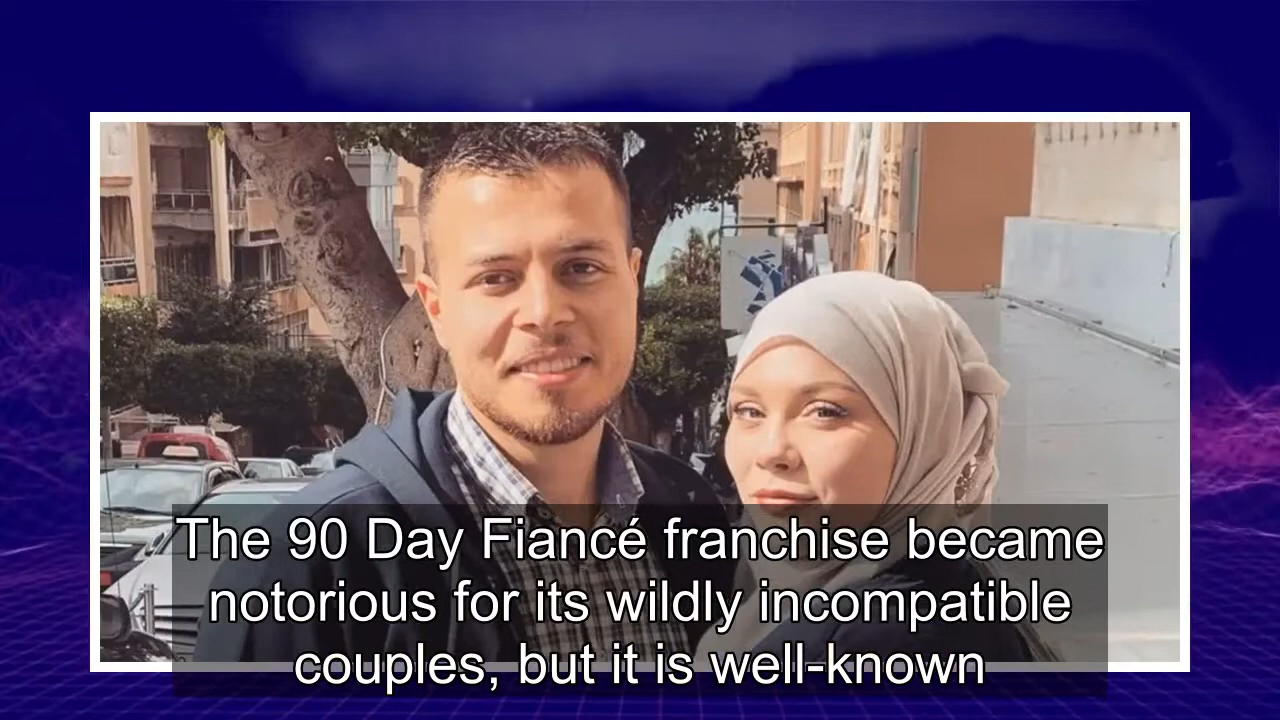 The 90 Day Fiancé franchise became
notorious for its wildly incompatible
couples, but it is well-known